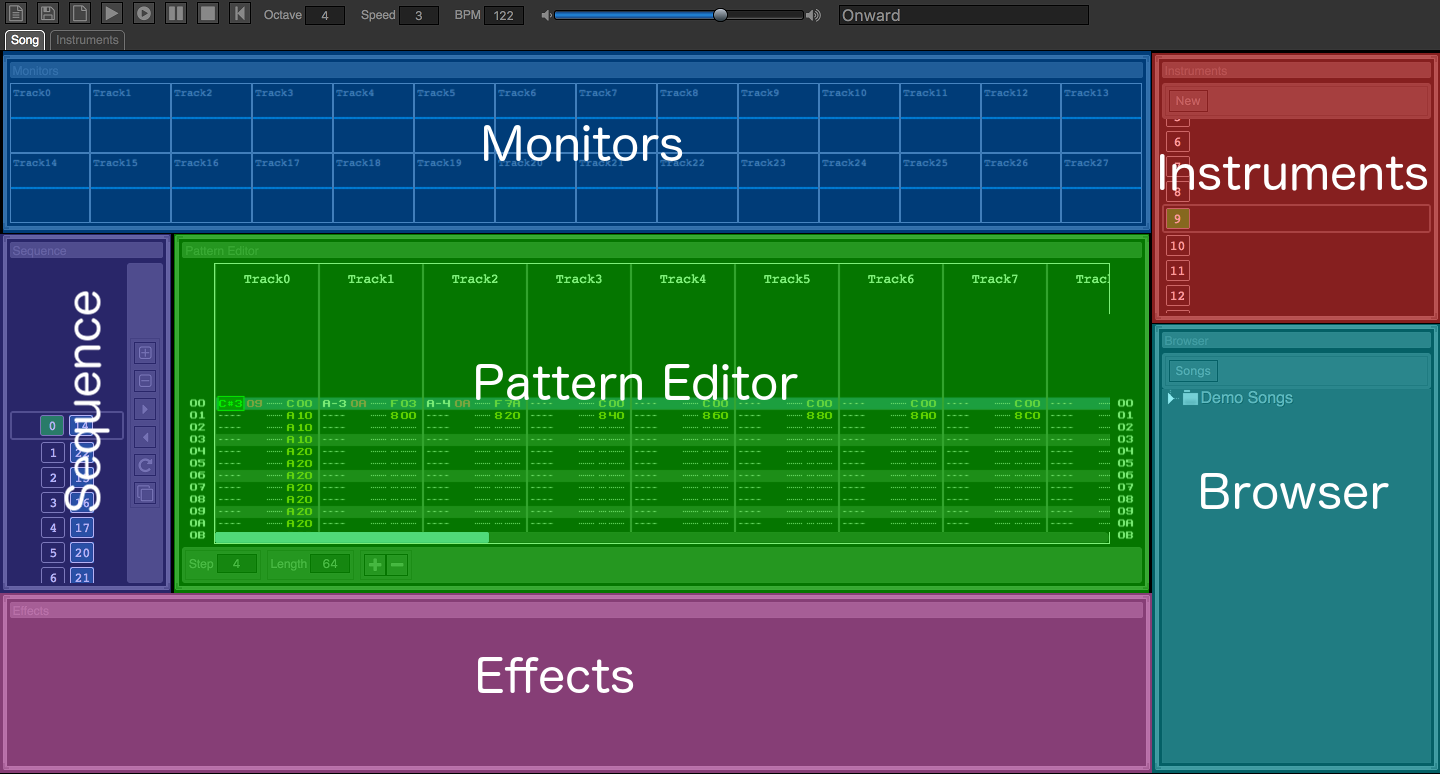 Octave 4 Speed 3 BPM 122 Onward
Song Instruments
Monitors
Track0 Track1 Track2 Track3 Track4 Track5 Track6 Track7 Track8 Track9 Track10 Track11 Track12 Track13
Monitors
Track14 Track15 Track16 Track17 Track18 Track19 Track20 Track21 Track22 Track23 Track24 Track25 Track26 Track27
Instruments
New
6
Instruments
8
9
10
11
12
Sequence
Sequence
0 14
1
2
3
4 17
5 20
6 21
Pattern Editor
Track0 Track1 Track2 Track3 Track4 Track5 Track6 Track7
Pattern Editor
00 C#3 09 C00 A-3 0A F03 A-4 0A F7A C00 C00 C00 C00 C00 00
01 ---- A10 ---- 800 ---- 820 ---- 840 ---- 860 ---- 880 ---- 8A0 ---- 8C0 ---- 01
02 ---- A10 ---- ---- ---- ---- ---- ---- ---- ---- 02
03 ---- A10 ---- ---- ---- ---- ---- ---- ---- ---- 03
04 ---- A20 ---- ---- ---- ---- ---- ---- ---- ---- 04
05 ---- A20 ---- ---- ---- ---- ---- ---- ---- ---- 05
06 ---- A20 ---- ---- ---- ---- ---- ---- ---- ---- 06
07 ---- A20 ---- ---- ---- ---- ---- ---- ---- ---- 07
08 ---- A20 ---- ---- ---- ---- ---- ---- ---- ---- 08
09 ---- A20 ---- ---- ---- ---- ---- ---- ---- ---- 09
0A ---- A20 ---- ---- ---- ---- ---- ---- ---- ---- 0A
0B 0B
Step 4 Length 64
Browser
Songs
Demo Songs
Browser
Effects
Effects